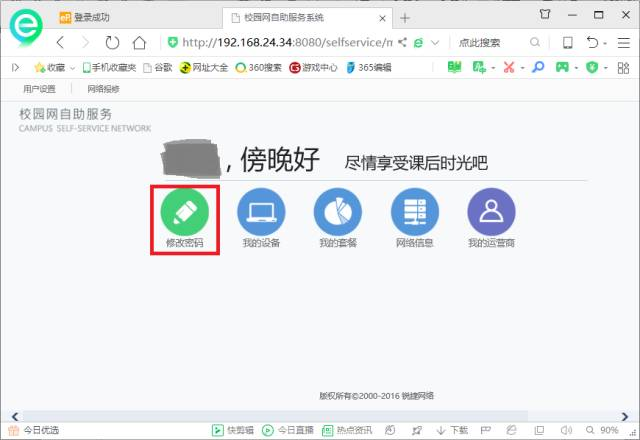 登录成功
校园网自助服务系统
http://192.168.24.34:8080/selfservice/m
点此搜索
收藏 手机收藏夹 谷歌 网址大全 360搜索 游戏中心 365编辑
用户设置 网络报修
校园网自助服务
CAMPUS SELF-SERVICE NETWORK
,傍晚好 尽情享受课后时光吧
修改密码 我的设备 我的套餐 网络信息 我的运营商
版权所有©2000-2016 锐捷网络
今日优选 快剪辑 今日直播 热点资讯 下载 90%